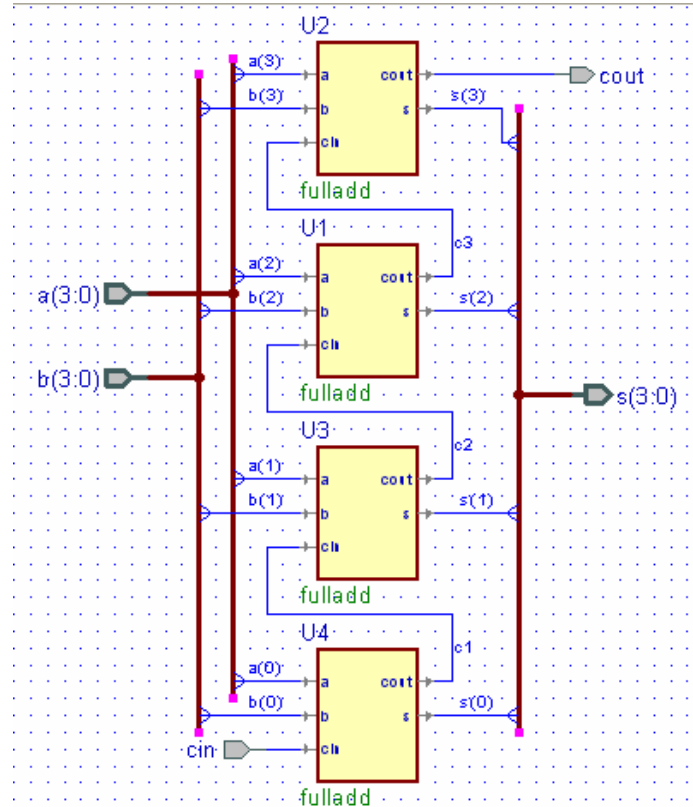 U2
a(3)
a
cout
cout
b(3)
b
s
s(3)
cin
fulladd
U1
c3
a(2)
a
cout
a(3:0)
b(2)
b
s
s(2)
cin
b(3:0)
fulladd
s(3:0)
U3
c2
a(1)
a
cout
b(1)
b
s
s(1)
cin
fulladd
U4
c1
a(0)
a
cout
b(0)
b
s
s(0)
cin
cin
fulladd